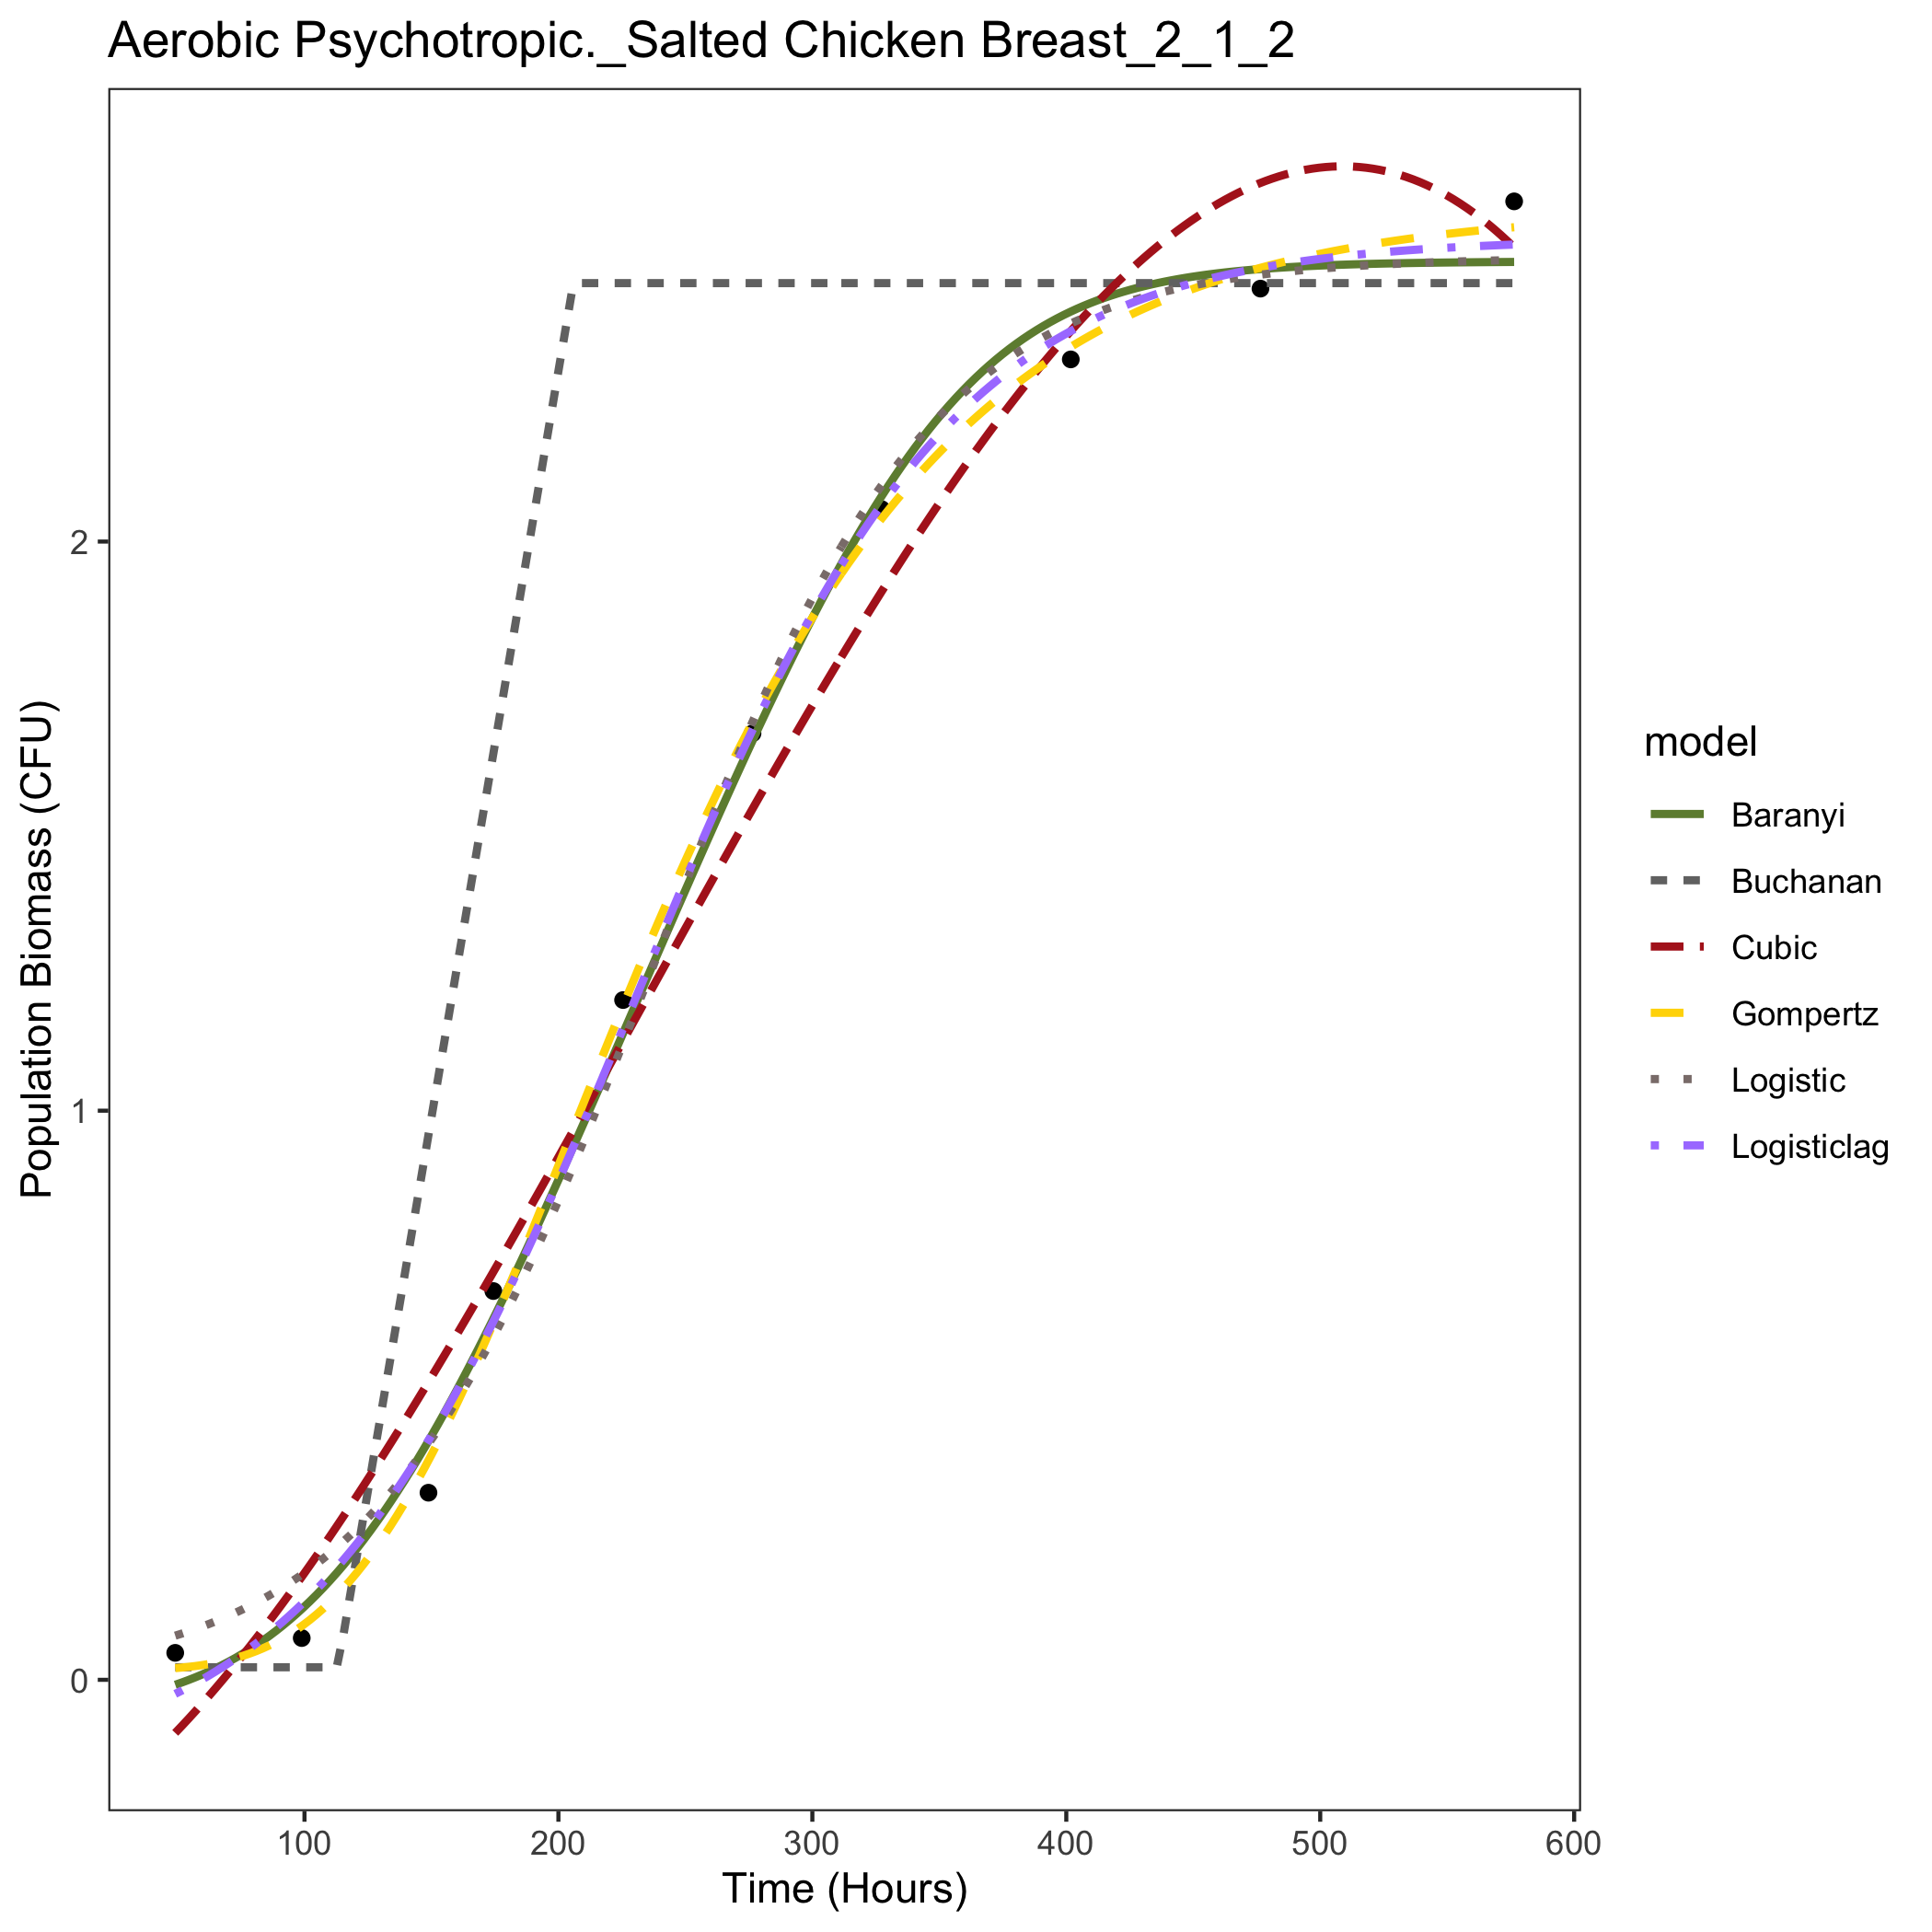 Aerobic Psychotropic._Salted Chicken Breast_2_1_2
Population Biomass (CFU)
2
1
0
100 200 300 400 500 600
Time (Hours)
model
Baranyi
Buchanan
Cubic
Gompertz
Logistic
Logisticlag